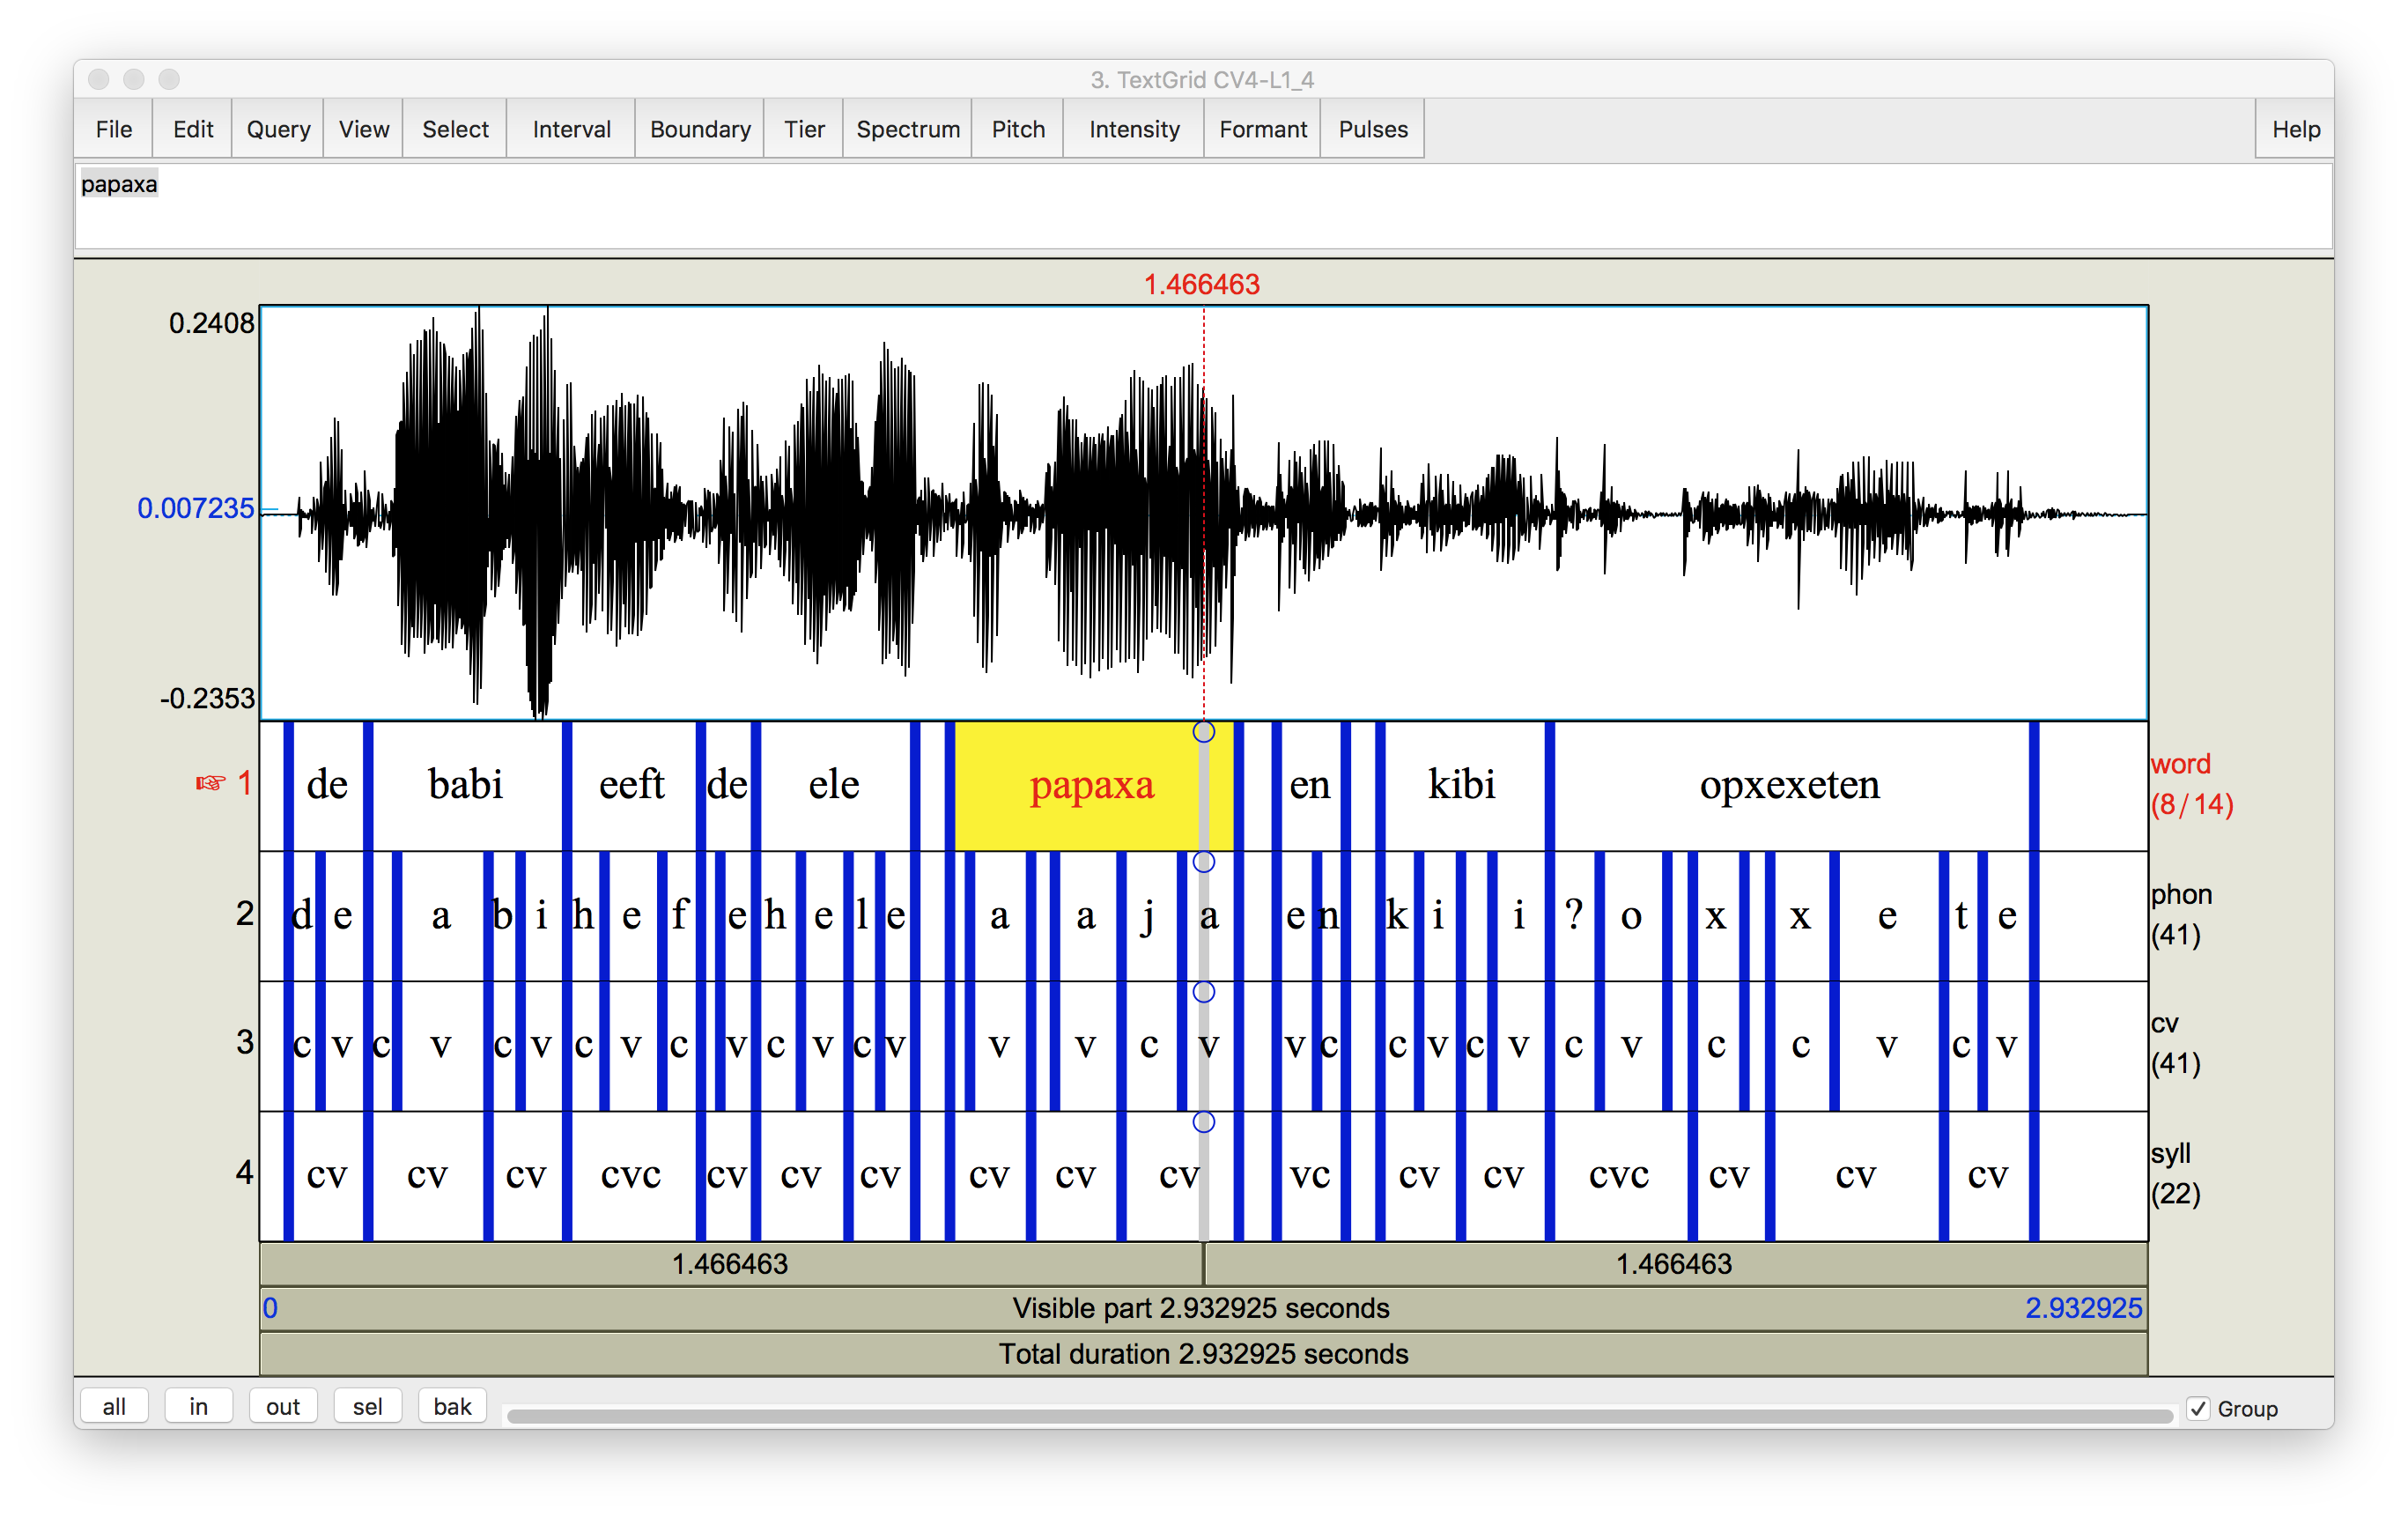 3. TextGrid CV4-L1_4
File Edit Query View Select Interval Boundary Tier Spectrum Pitch Intensity Formant Pulses Help
papaxa
1.466463
0.2408
0.007235
-0.2353
☞ 1 de babi eeft de ele papaxa en kibi opxexeten word (8/14)
2 d e a b i h e f e h e l e a a j a e n k i i ? o x x e t e phon (41)
3 c v c v c v c v c v c v c v v v c v v c c v c v c v c c v c v cv (41)
4 cv cv cv cvc cv cv cv cv cv cv vc cv cv cvc cv cv cv syll (22)
1.466463 1.466463
0 Visible part 2.932925 seconds 2.932925
Total duration 2.932925 seconds
all in out sel bak Group